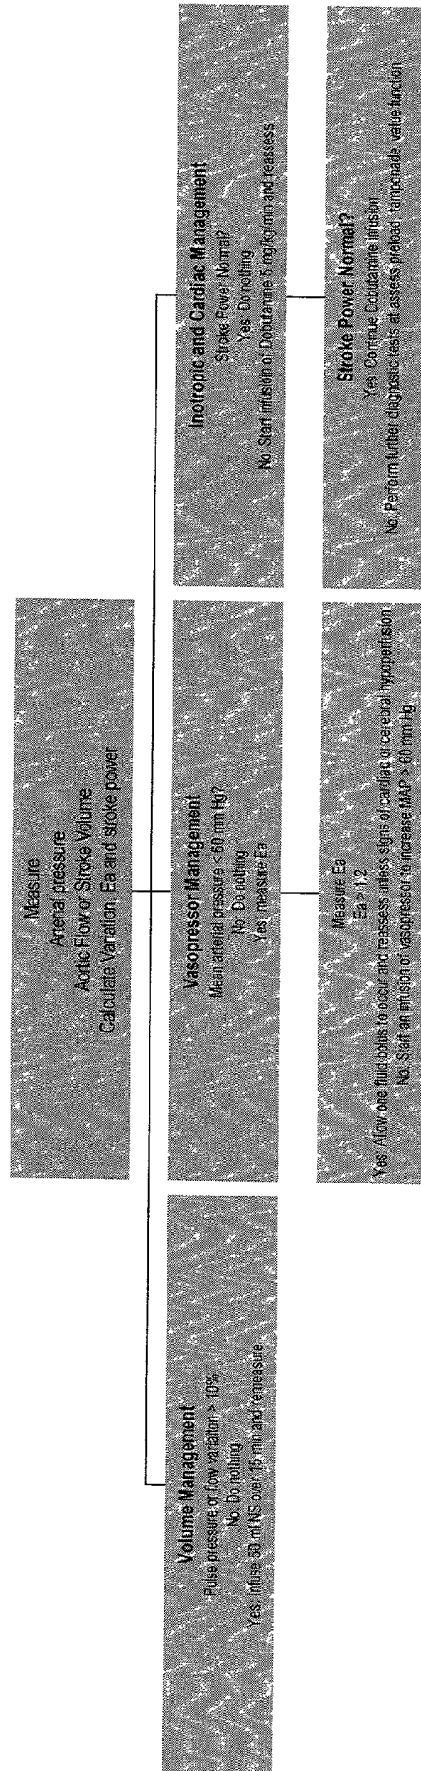 Measure
Arterial pressure
Aortic Flow or Stroke Volume
Calculate Variation, Ea and stroke power
Volume Management
Pulse pressure or flow variation > 10%
No: Do nothing
Yes: Infuse 50 ml NS over 15 min and remeasure
Vasopressor Management
Mean arterial pressure < 60 mm Hg?
No: Do nothing
Yes: measure Ea
Measure Ea
Ea > 1.2
Yes: Allow one fluid bolus to occur and reassess unless signs of cardiac or cerebral hypoperfusion
No: Start an infusion of vasopressor to increase MAP > 60 mm Hg
Inotropic and Cardiac Management
Stroke Power Normal?
Yes: Do nothing
No: Start infusion of Dobutamine 5 mg/kg/min and reassess
Stroke Power Normal?
Yes: Continue Dobutamine Infusion
No: Perform further diagnostic tests at assess preload, tamponade, valve function